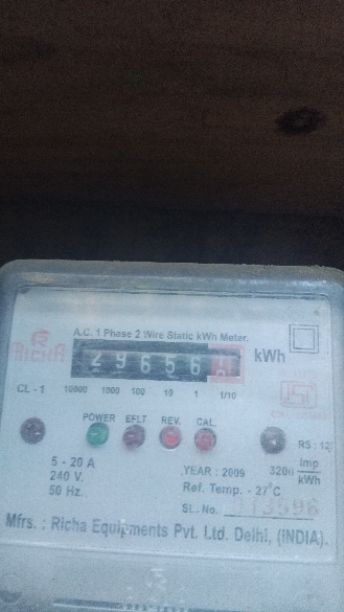 A.C. 1 Phase 2 Wire Static kWh Meter.
RICHA
29656 kWh
CL - 1 10000 1000 100 10 1 1/10
POWER EFLT REV. CAL.
RS : 12
5 - 20 A
240 V.
50 Hz.
YEAR : 2009 3200 Imp/kWh
Ref. Temp. - 27°C
SL. No.
Mfrs. : Richa Equipments Pvt. Ltd. Delhi, (INDIA).